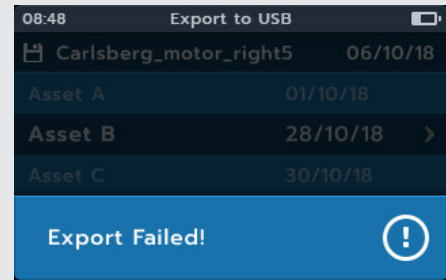 08:48 Export to USB
Carlsberg_motor_right5 06/10/18
Asset A 01/10/18
Asset B 28/10/18
Asset C 30/10/18
Export Failed!